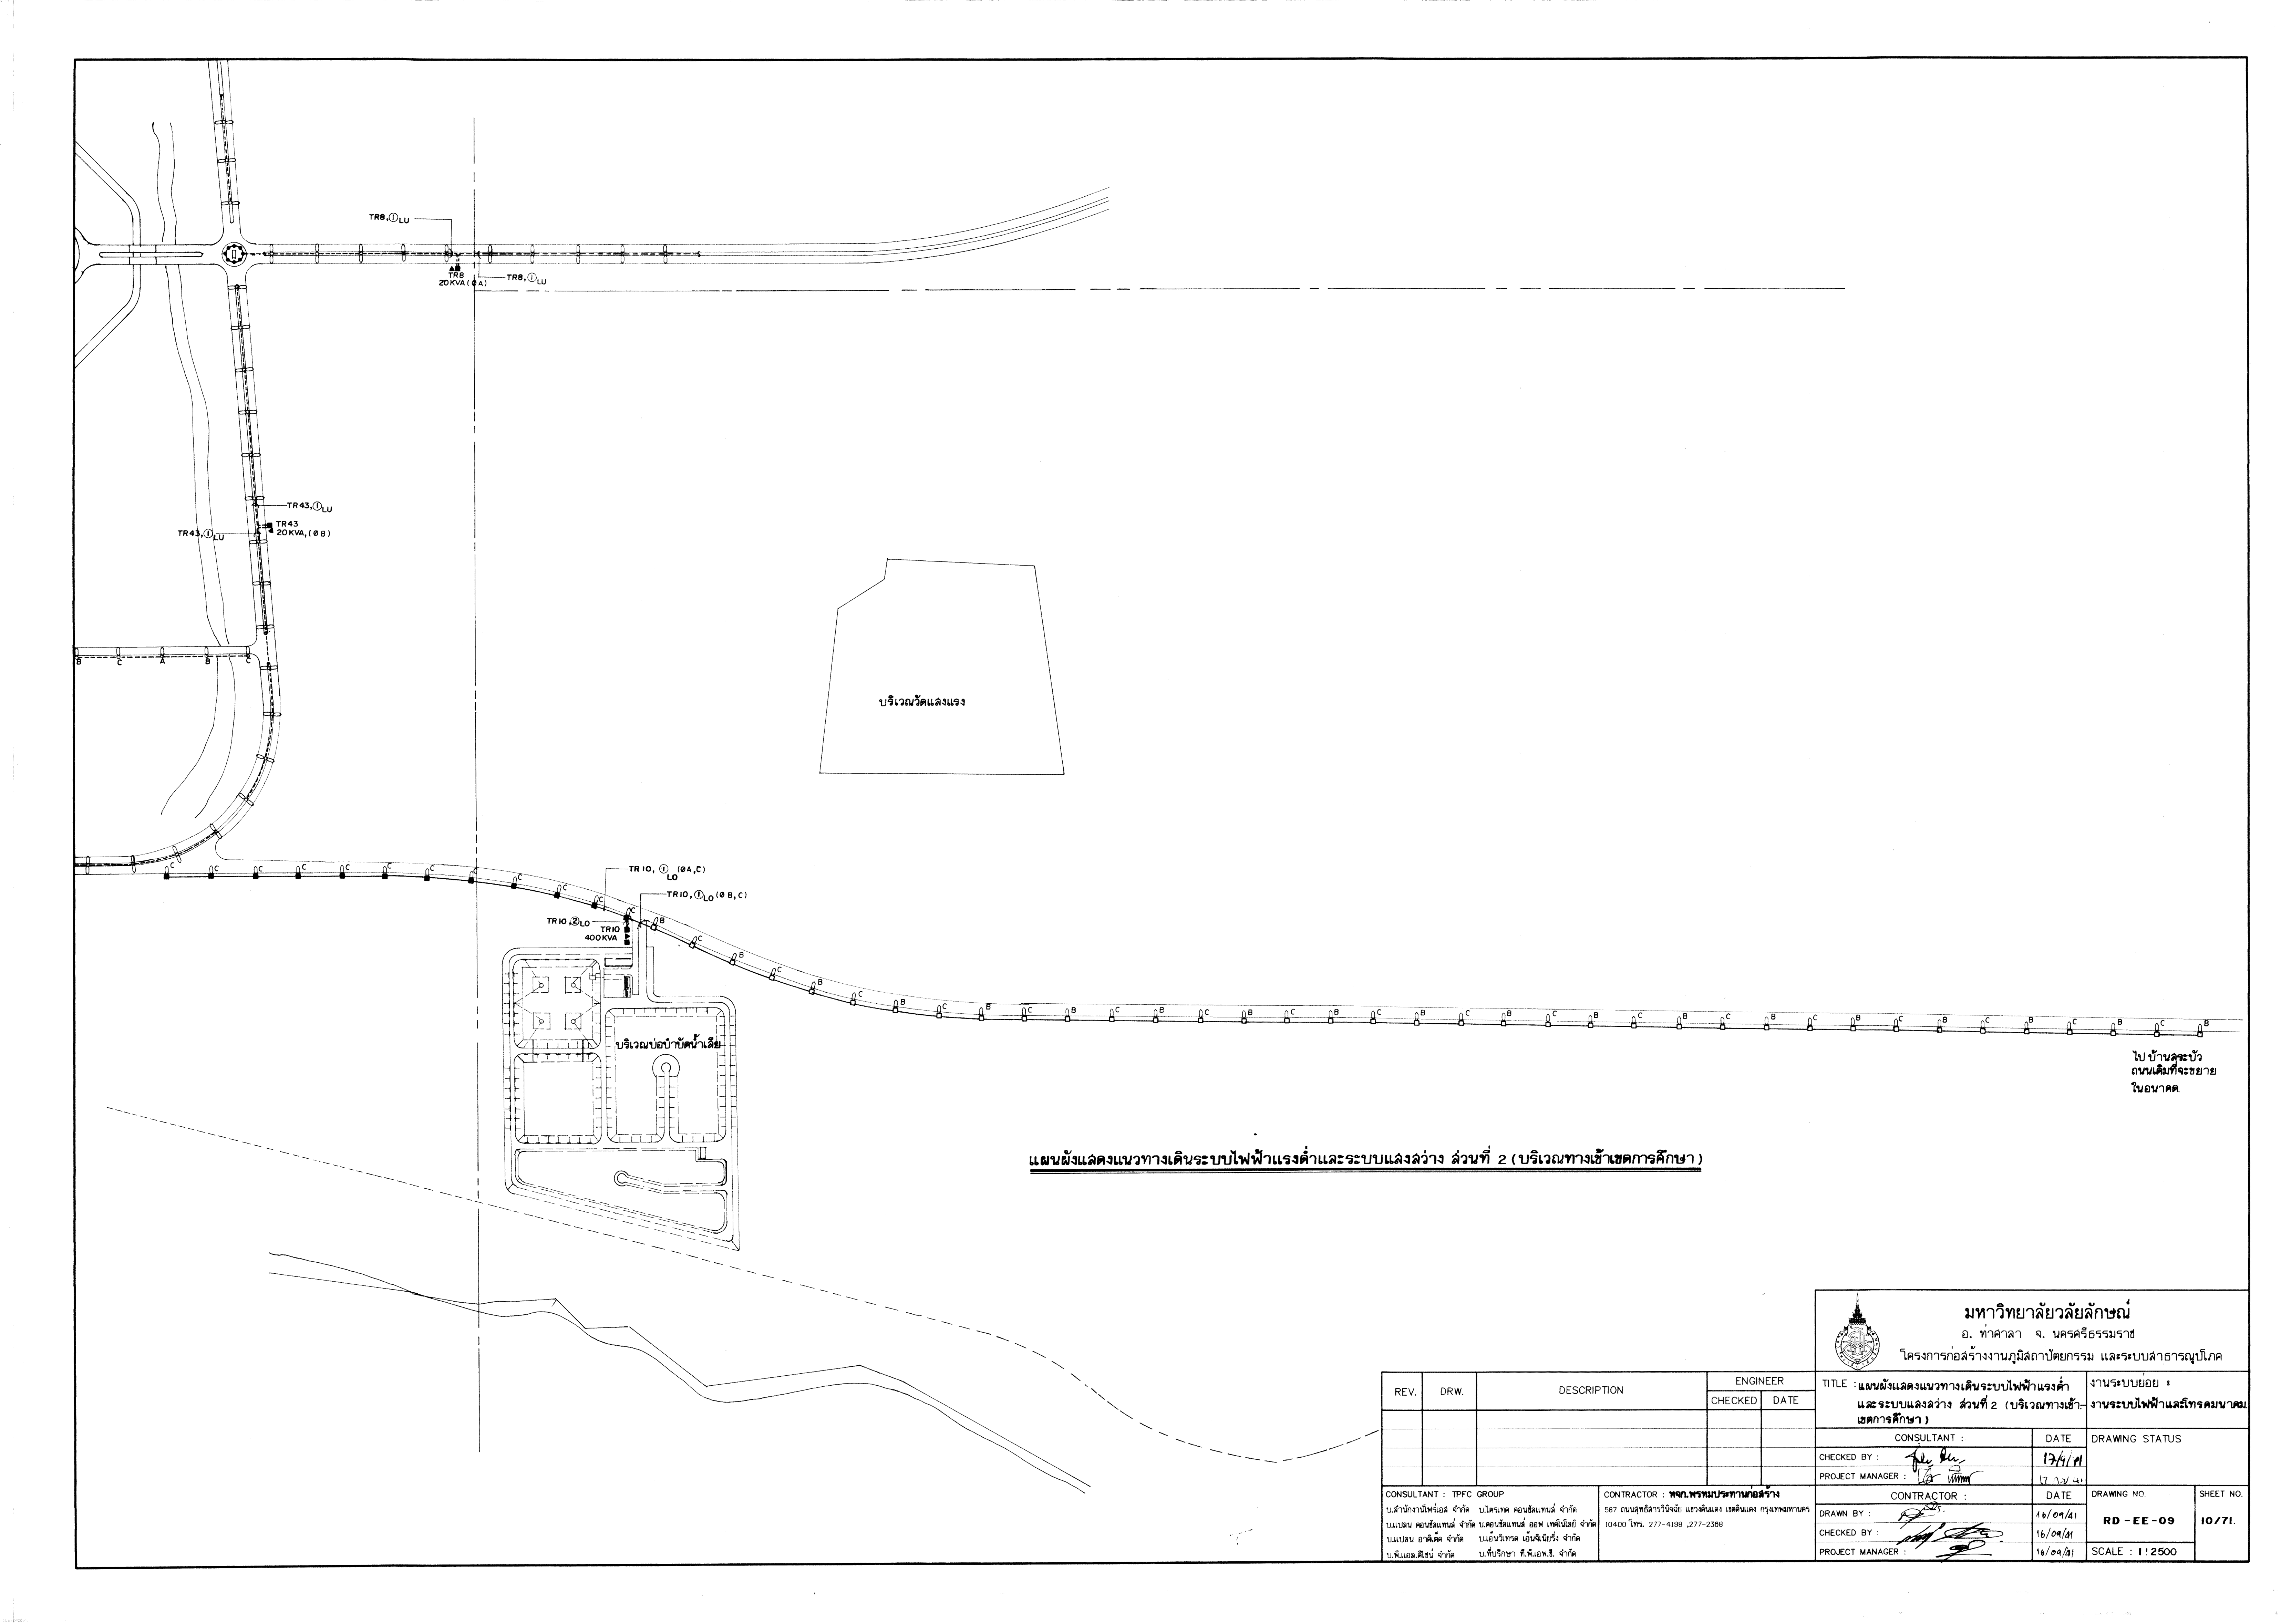 TR8,①LU
TR8
20KVA(ØA)
TR8,①LU
TR43,①LU
TR43
20KVA,(ØB)
TR43,①LU
B C A B C
บริเวณวัดแสงแรง
C C C C C C C C C C C C
TR10,①LO (ØA,C)
TR10,①LO(ØB,C)
TR10,②LO
TR10
400KVA
B C B C B C B C B C B C B C B C B C B C B C B C B C B C B C B C B C B C B
บริเวณบ่อบำบัดน้ำเสีย
ไปบ้านสระบัว
ถนนเดิมที่จะขยาย
ในอนาคต
แผนผังแสดงแนวทางเดินระบบไฟฟ้าแรงต่ำและระบบแสงสว่าง ส่วนที่ 2 (บริเวณทางเข้าเขตการศึกษา)
มหาวิทยาลัยวลัยลักษณ์
อ. ท่าศาลา จ. นครศรีธรรมราช
โครงการก่อสร้างงานภูมิสถาปัตยกรรม และระบบสาธารณูปโภค
REV. DRW. DESCRIPTION ENGINEER
CHECKED DATE
TITLE : แผนผังแสดงแนวทางเดินระบบไฟฟ้าแรงต่ำ
และระบบแสงสว่าง ส่วนที่ 2 (บริเวณทางเข้า-
เขตการศึกษา)
งานระบบย่อย :
งานระบบไฟฟ้าและโทรคมนาคม
CONSULTANT : DATE
CHECKED BY :
PROJECT MANAGER :
DRAWING STATUS
CONSULTANT : TPFC GROUP
บ.สำนักงานไพร้เอส จำกัด บ.ไตรเทค คอนซัลแทนส์ จำกัด
บ.แปลน คอนซัลแทนส์ จำกัด บ.คอนซัลแทนส์ ออฟ เทคโนโลยี จำกัด
บ.แปลน อาคิเต็ค จำกัด บ.เอ็นวิเทรด เอ็นจิเนียริ่ง จำกัด
บ.พี.แอล.ดีไซน์ จำกัด บ.ที่ปรึกษา ที.พี.เอฟ.ซี. จำกัด
CONTRACTOR : หจก.พรหมประทานก่อสร้าง
587 ถนนสุทธิสารวินิจฉัย แขวงดินแดง เขตดินแดง กรุงเทพมหานคร
10400 โทร. 277-4198 ,277-2388
CONTRACTOR : DATE
DRAWN BY : 16/09/41
CHECKED BY : 16/09/41
PROJECT MANAGER : 16/09/41
DRAWING NO.
RD-EE-09
SHEET NO.
10/71.
SCALE : 1:2500